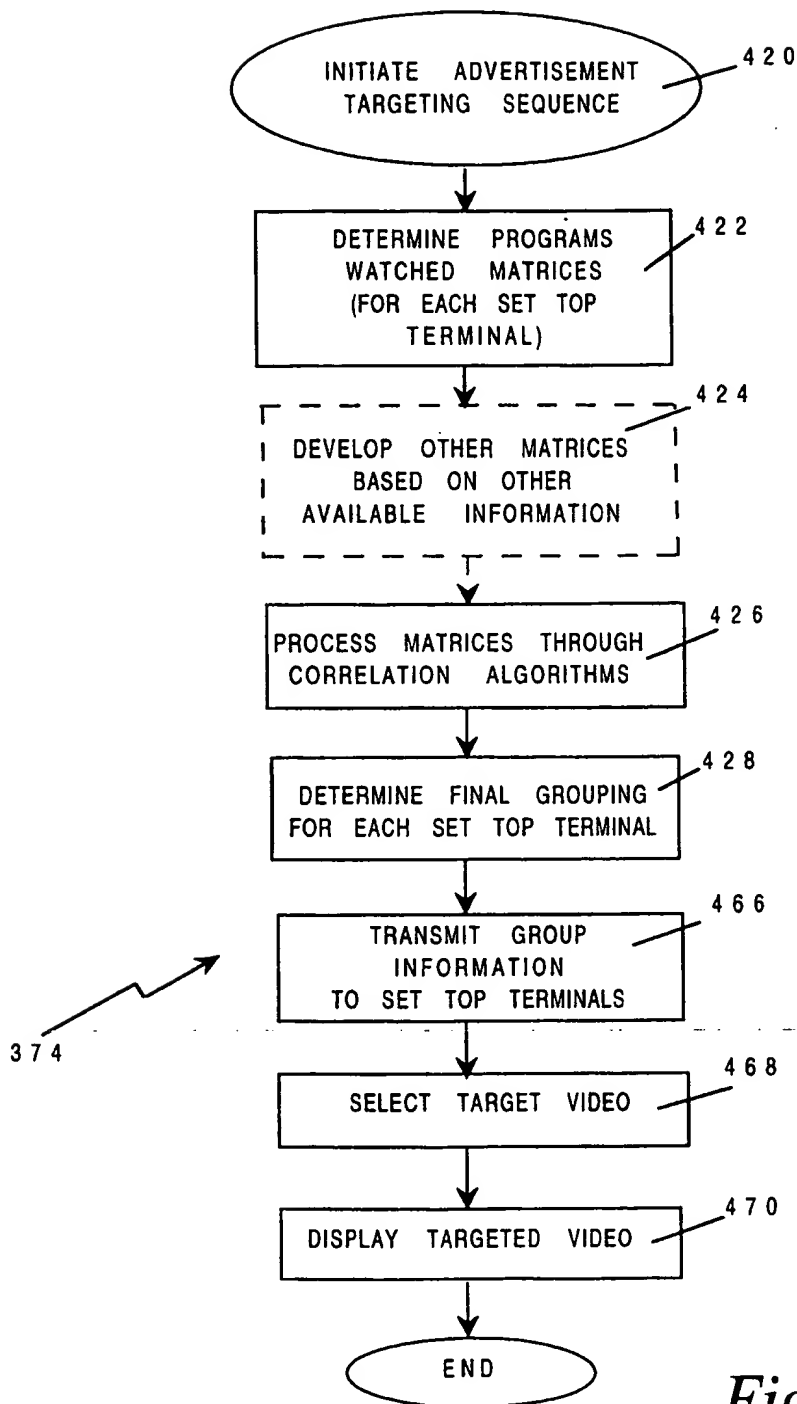 INITIATE ADVERTISEMENT
TARGETING SEQUENCE
420
DETERMINE PROGRAMS
WATCHED MATRICES
(FOR EACH SET TOP
TERMINAL)
422
424
DEVELOP OTHER MATRICES
BASED ON OTHER
AVAILABLE INFORMATION
426
PROCESS MATRICES THROUGH
CORRELATION ALGORITHMS
428
DETERMINE FINAL GROUPING
FOR EACH SET TOP TERMINAL
466
TRANSMIT GROUP
INFORMATION
TO SET TOP TERMINALS
374
468
SELECT TARGET VIDEO
470
DISPLAY TARGETED VIDEO
END